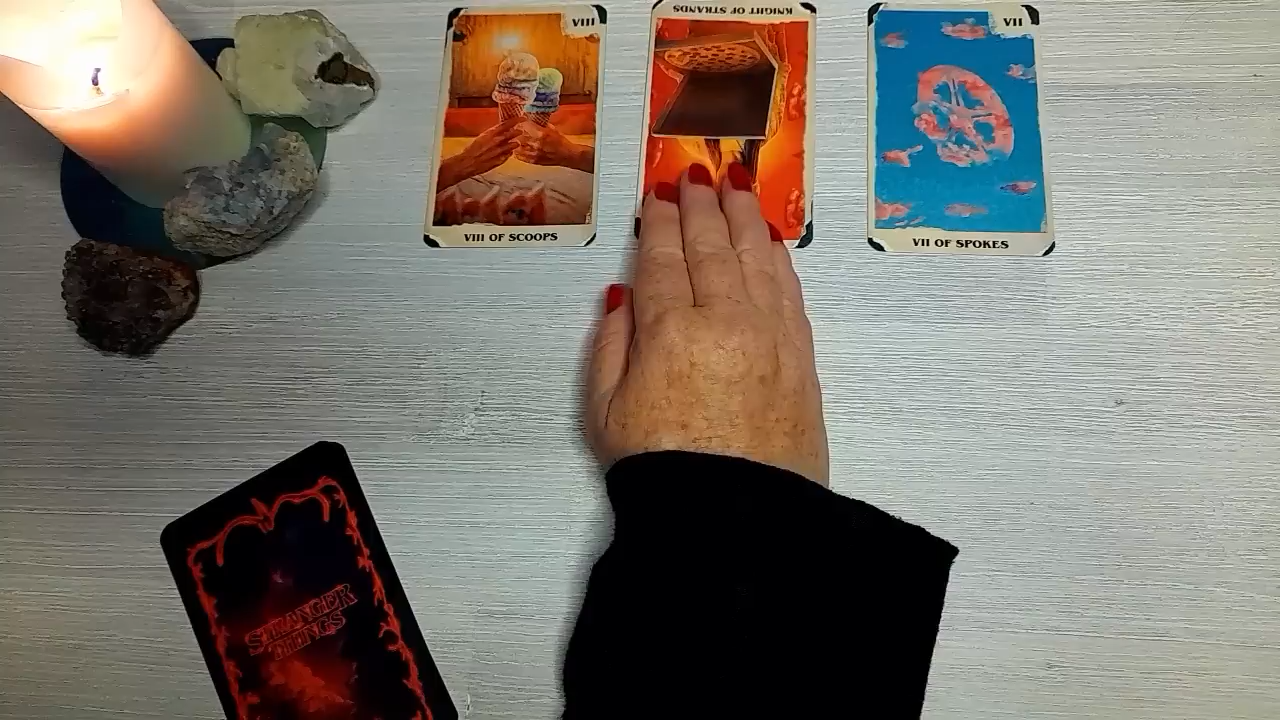 VIII
VIII OF SCOOPS
KNIGHT OF STRANDS
VII
VII OF SPOKES
STRANGER
THINGS